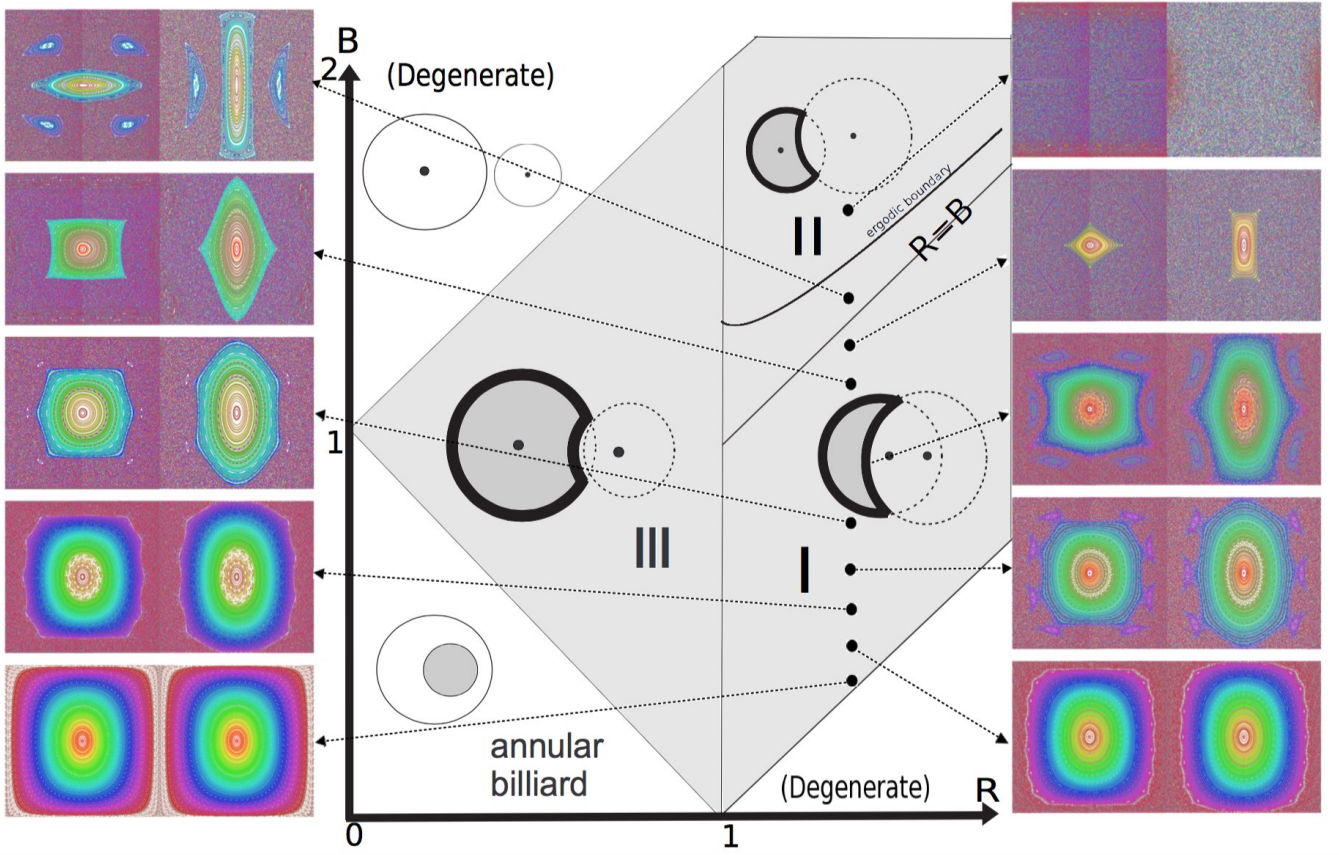 B
2
(Degenerate)
ergodic boundary
R=B
II
1
III
I
annular
billiard
(Degenerate)
R
0
1